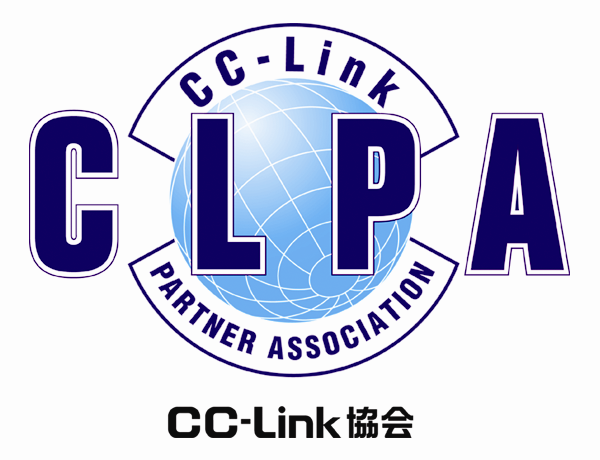 CC-Link
CLPA
PARTNER ASSOCIATION
CC-Link協会